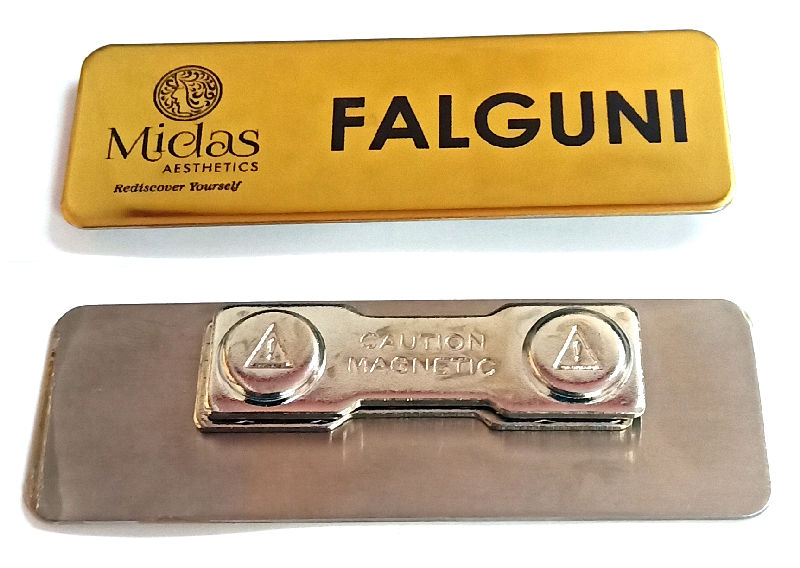 Midas
AESTHETICS
Rediscover Yourself
FALGUNI
CAUTION
MAGNETIC